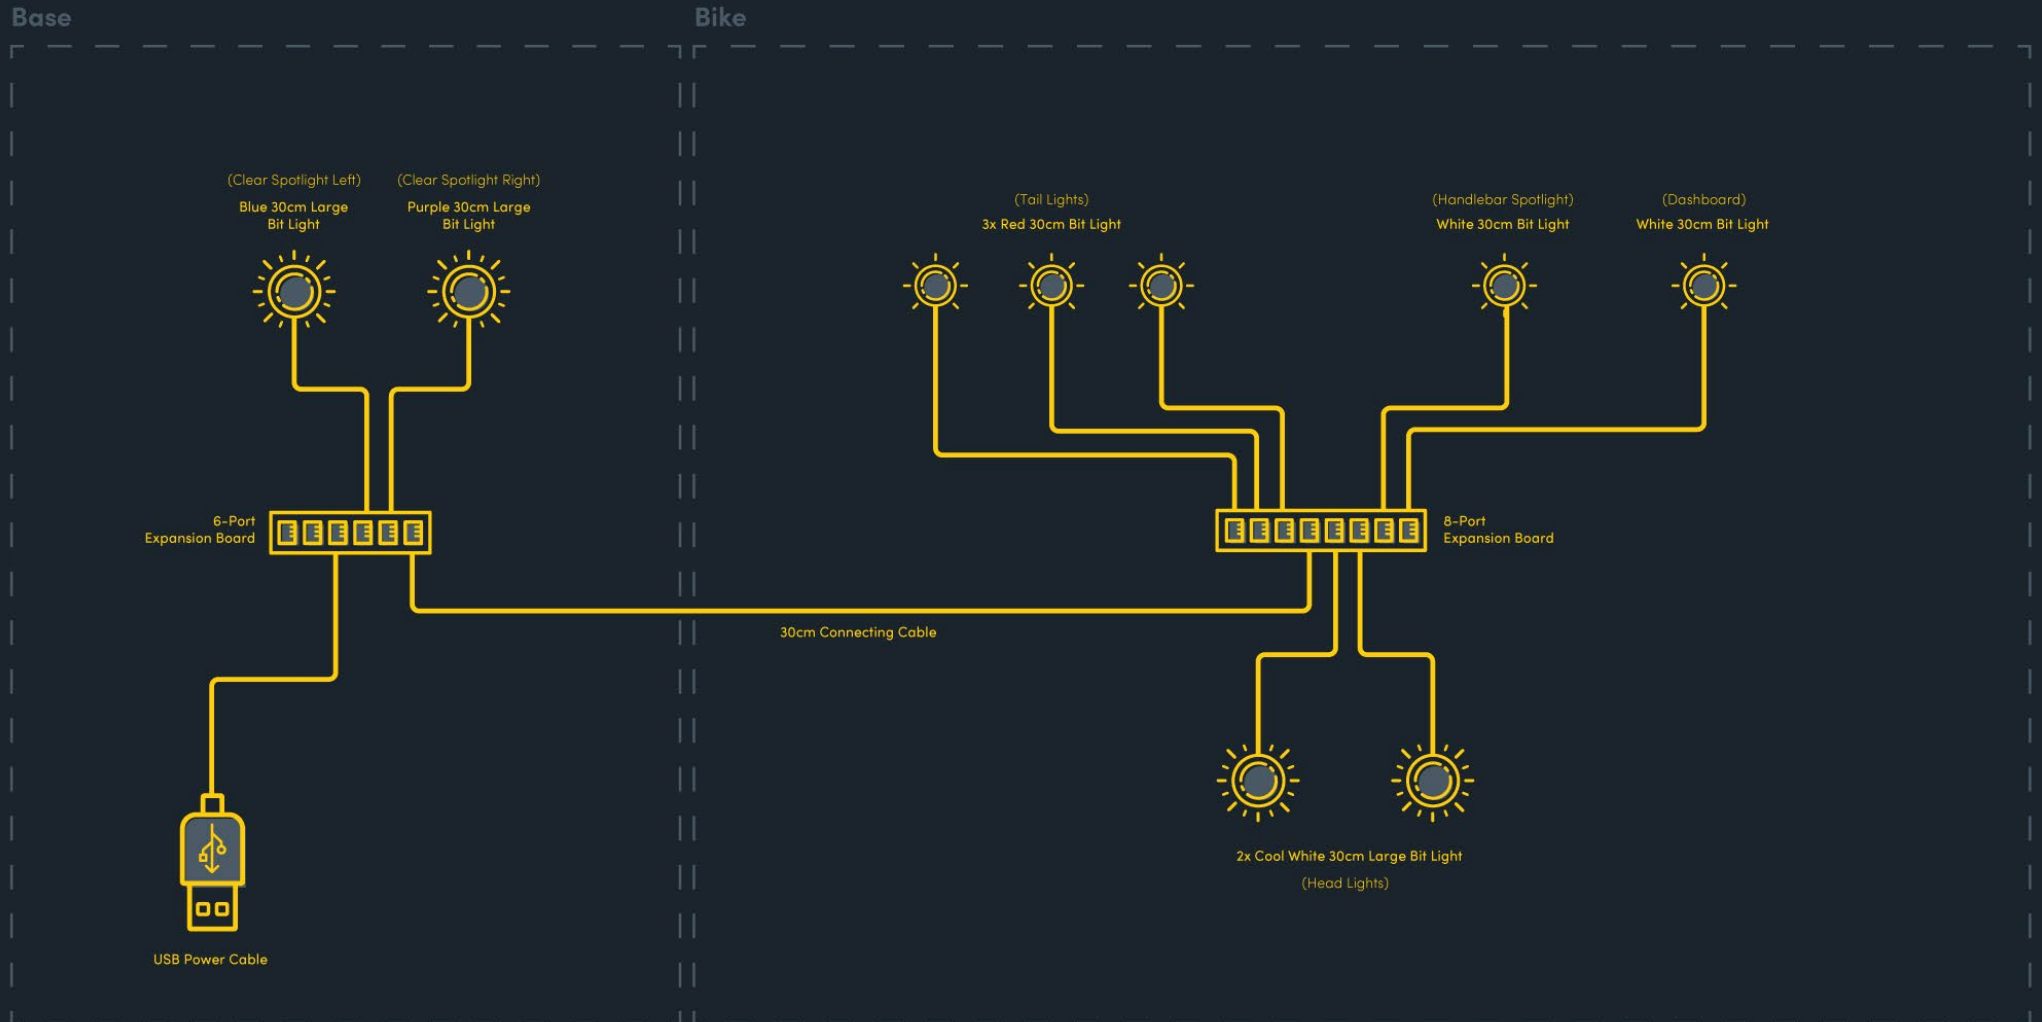 Base
Bike
(Clear Spotlight Left)
Blue 30cm Large
Bit Light
(Clear Spotlight Right)
Purple 30cm Large
Bit Light
(Tail Lights)
3x Red 30cm Bit Light
(Handlebar Spotlight)
White 30cm Bit Light
(Dashboard)
White 30cm Bit Light
6-Port
Expansion Board
8-Port
Expansion Board
30cm Connecting Cable
2x Cool White 30cm Large Bit Light
(Head Lights)
USB Power Cable